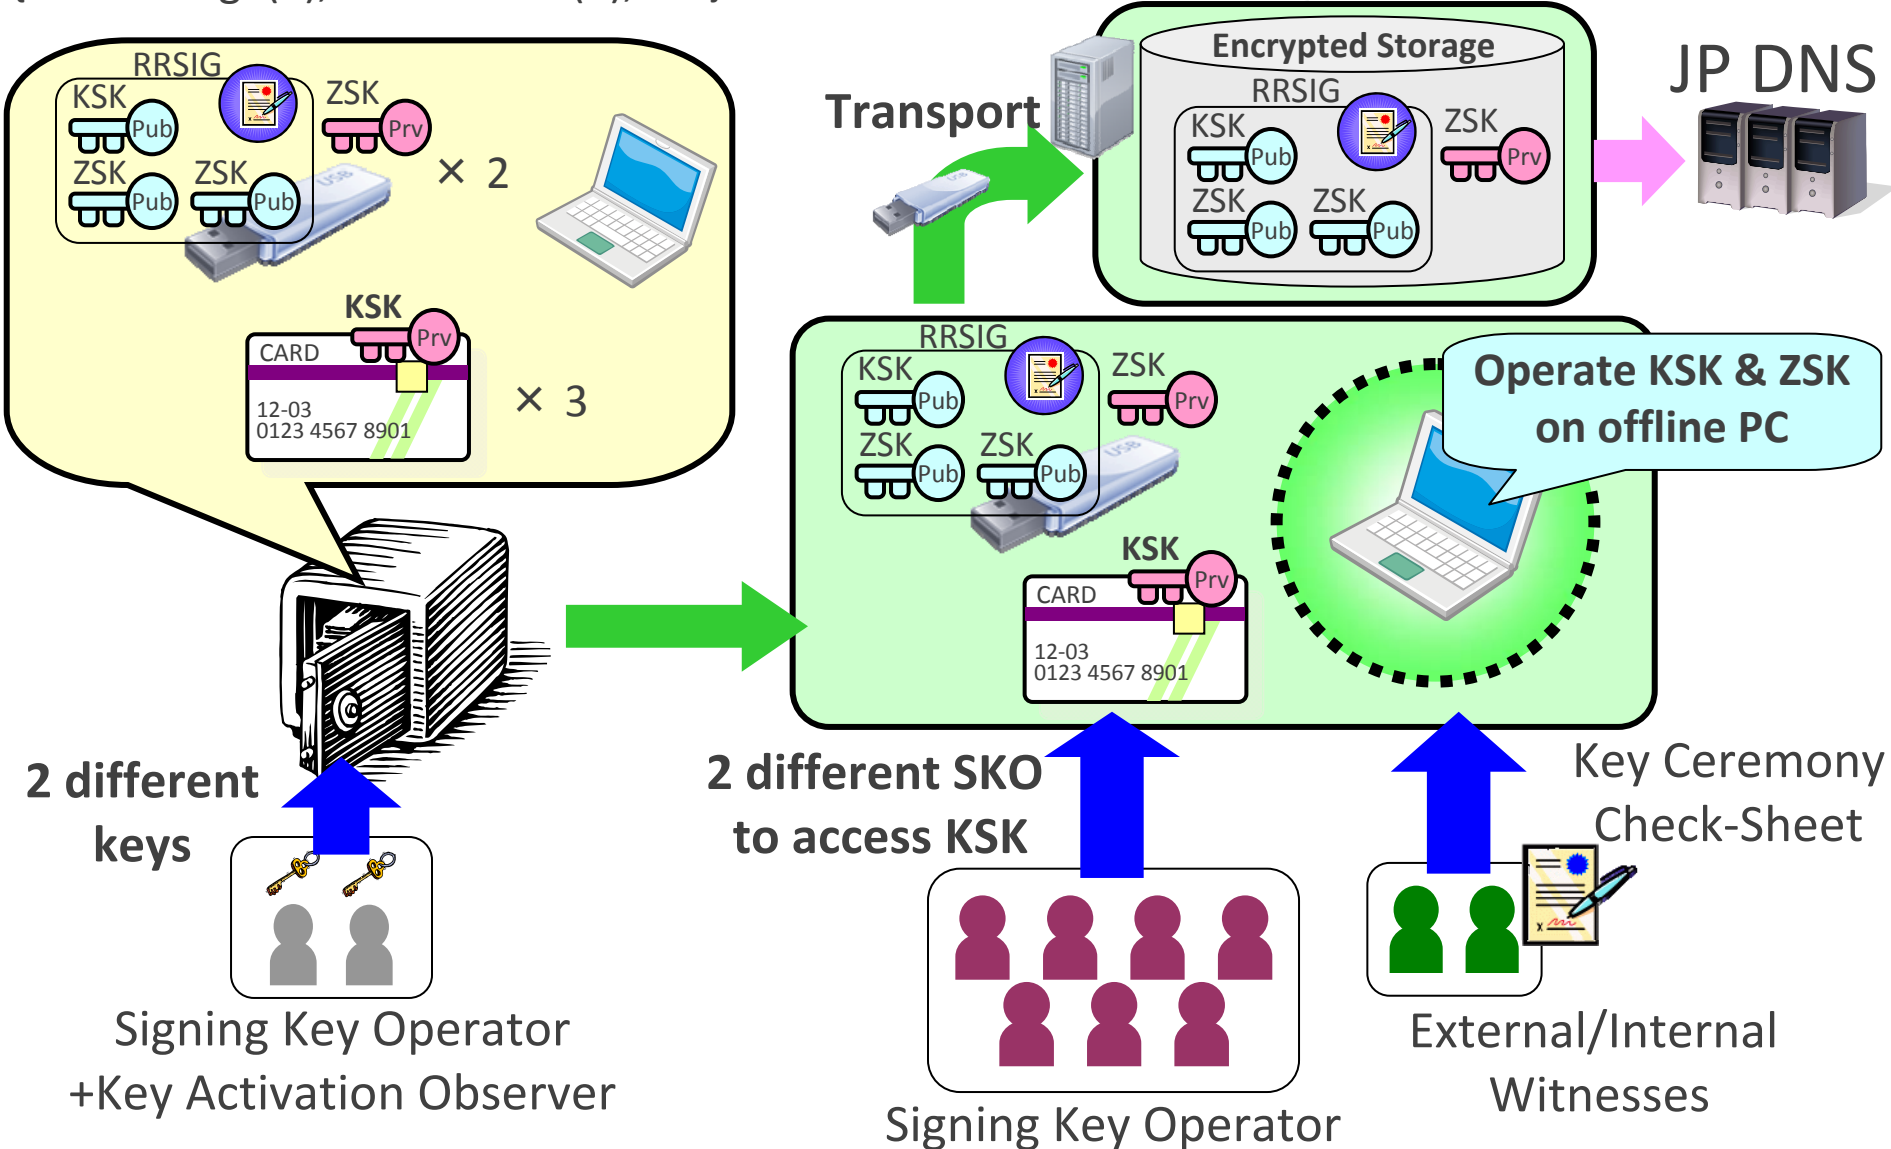 RRSIG
KSK
Pub
ZSK
Prv
ZSK
Pub
ZSK
Pub
USB
× 2
KSK
Prv
CARD
12-03
0123 4567 8901
× 3
Transport
Encrypted Storage
RRSIG
KSK
Pub
ZSK
Prv
ZSK
Pub
ZSK
Pub
JP DNS
RRSIG
KSK
Pub
ZSK
Prv
ZSK
Pub
ZSK
Pub
USB
KSK
Prv
CARD
12-03
0123 4567 8901
Operate KSK & ZSK
on offline PC
2 different
keys
Signing Key Operator
+Key Activation Observer
2 different SKO
to access KSK
Signing Key Operator
Key Ceremony
Check-Sheet
External/Internal
Witnesses